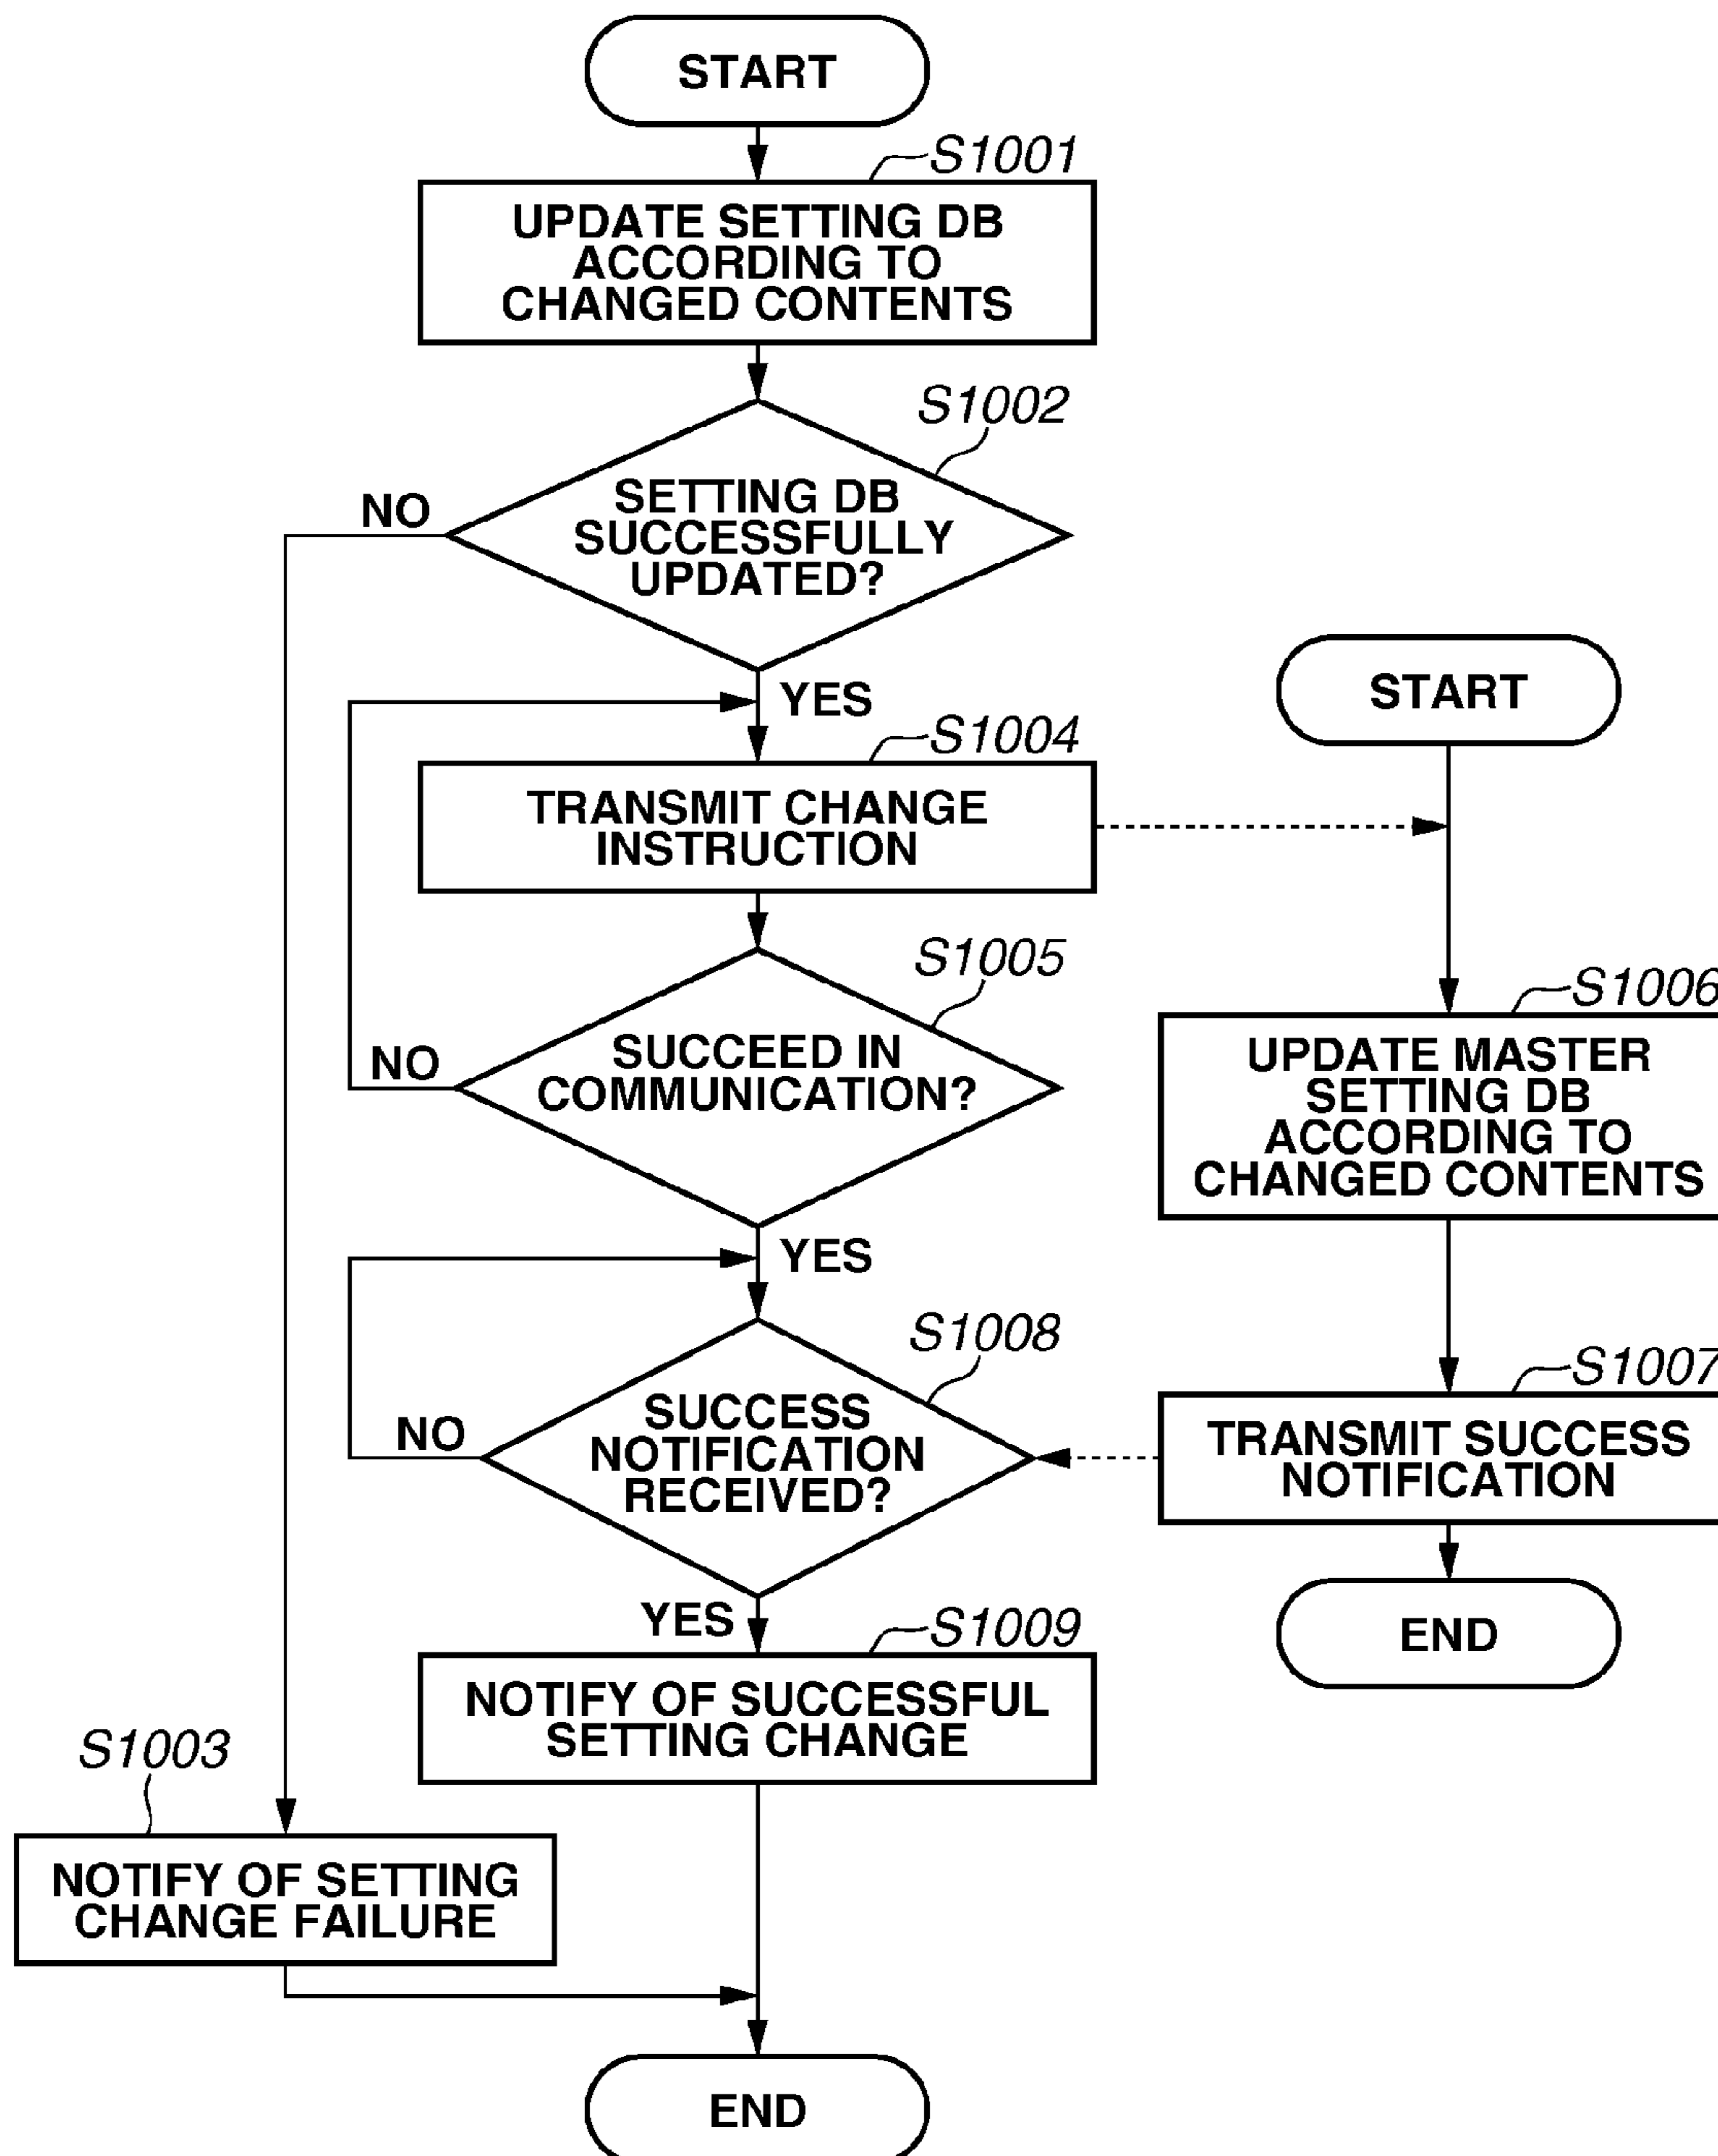 START
S1001
UPDATE SETTING DB
ACCORDING TO
CHANGED CONTENTS
S1002
SETTING DB
SUCCESSFULLY
UPDATED?
NO
YES
START
S1004
TRANSMIT CHANGE
INSTRUCTION
S1005
SUCCEED IN
COMMUNICATION?
NO
YES
S1006
UPDATE MASTER
SETTING DB
ACCORDING TO
CHANGED CONTENTS
S1008
SUCCESS
NOTIFICATION
RECEIVED?
NO
YES
S1007
TRANSMIT SUCCESS
NOTIFICATION
END
S1009
NOTIFY OF SUCCESSFUL
SETTING CHANGE
S1003
NOTIFY OF SETTING
CHANGE FAILURE
END